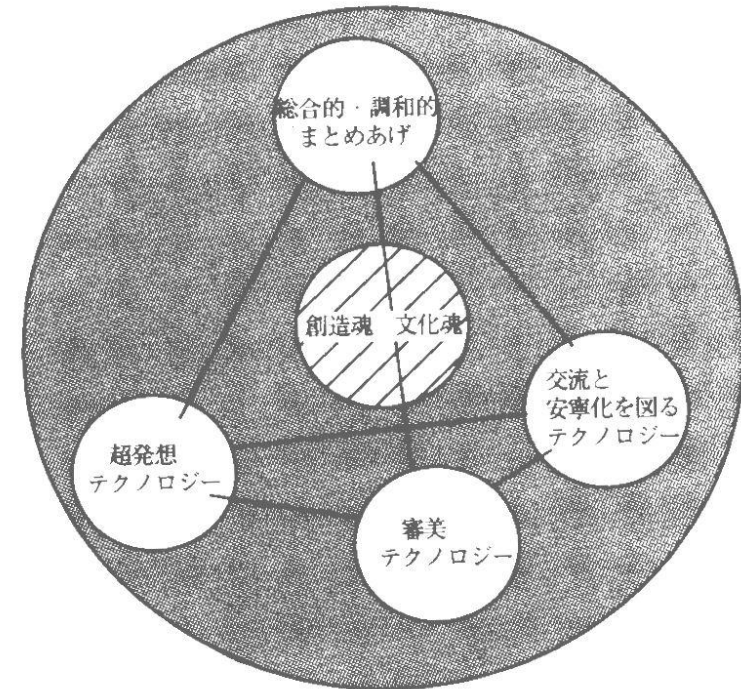 総合的・調和的
まとめあげ
創造魂　文化魂
交流と
安寧化を図る
テクノロジー
超発想
テクノロジー
審美
テクノロジー